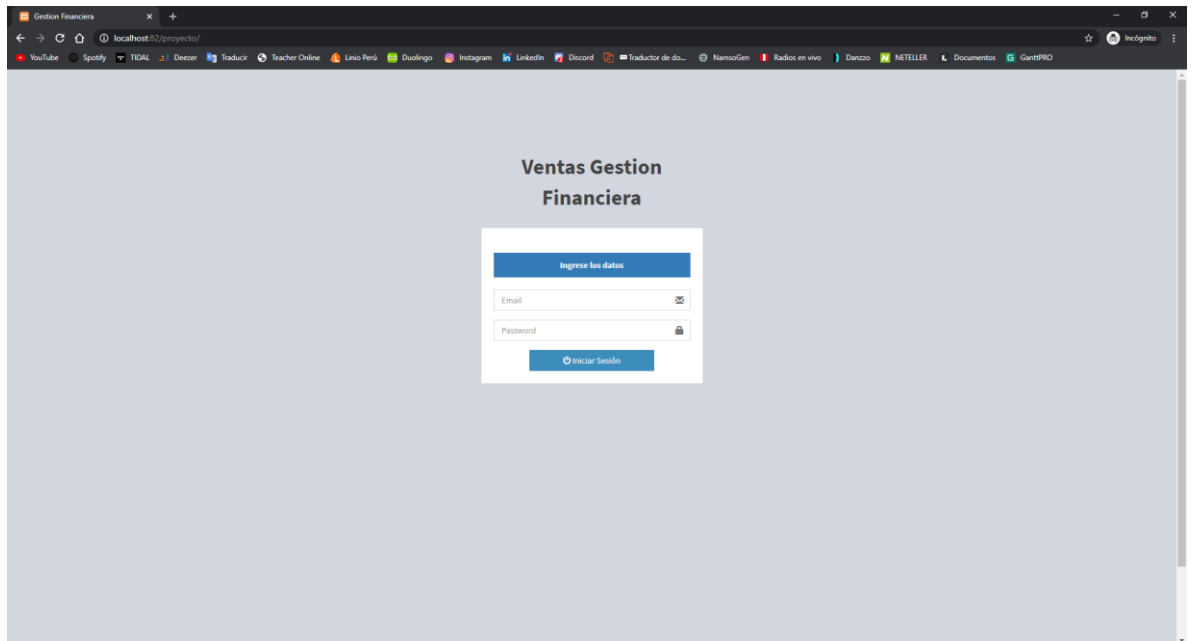 Gestion Financiera
localhost:82/proyecto/
Incógnito
YouTube Spotify TIDAL Deezer Traducir Teacher Online Linio Perú Duolingo Instagram LinkedIn Discord Traductor de do... NamsoGen Radios en vivo Danzzo NETELLER Documentos GanttPRO
Ventas Gestion
Financiera
Ingrese los datos
Email
Password
Iniciar Sesión